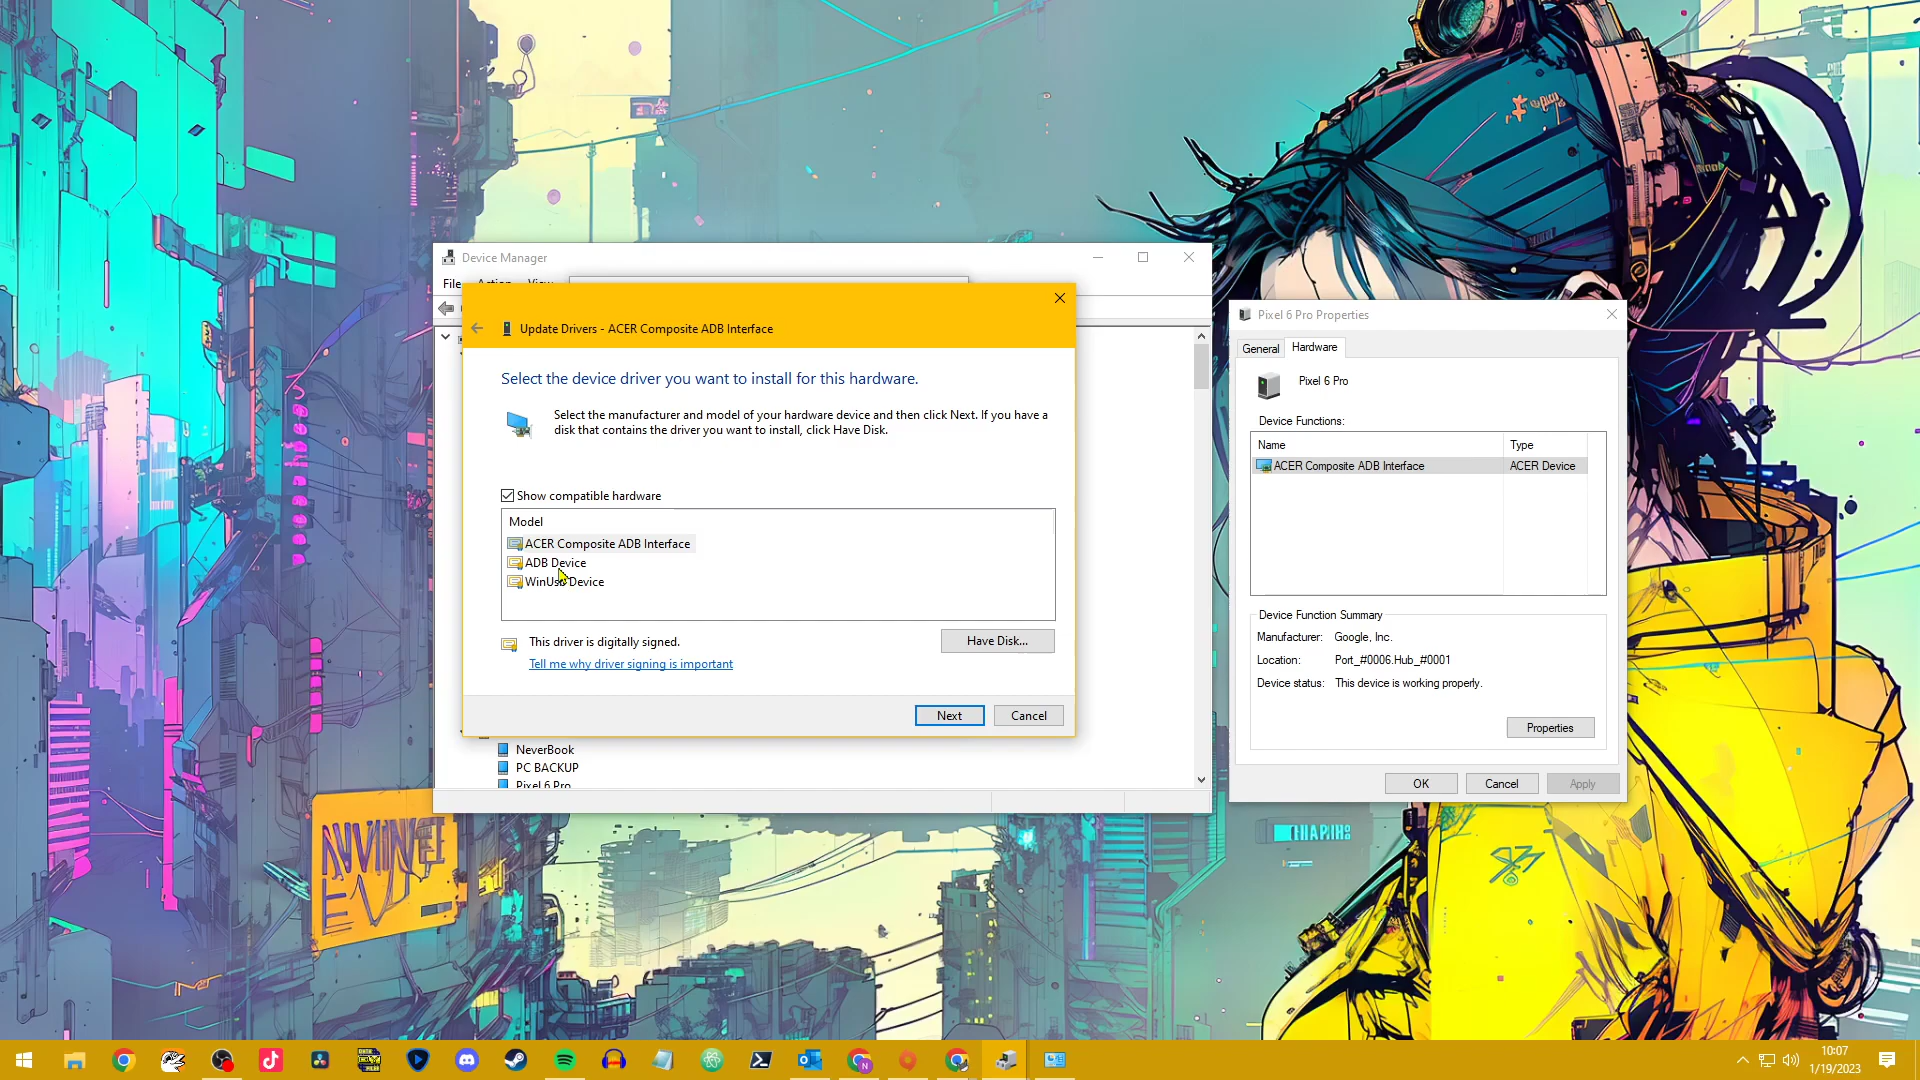 Device Manager
File
Update Drivers - ACER Composite ADB Interface
Select the device driver you want to install for this hardware.
Select the manufacturer and model of your hardware device and then click Next. If you have a
disk that contains the driver you want to install, click Have Disk.
Show compatible hardware
Model
ACER Composite ADB Interface
ADB Device
WinUsb Device
This driver is digitally signed.
Tell me why driver signing is important
Have Disk...
Next
Cancel
NeverBook
PC BACKUP
Pixel 6 Pro
Pixel 6 Pro Properties
General
Hardware
Pixel 6 Pro
Device Functions:
Name
Type
ACER Composite ADB Interface
ACER Device
Device Function Summary
Manufacturer:
Google, Inc.
Location:
Port_#0006.Hub_#0001
Device status:
This device is working properly.
Properties
OK
Cancel
Apply
10:07
1/19/2023